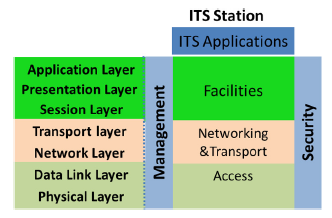 ITS Station
ITS Applications
Application Layer
Presentation Layer
Session Layer
Transport layer
Network Layer
Data Link Layer
Physical Layer
Management
Facilities
Networking
&Transport
Access
Security